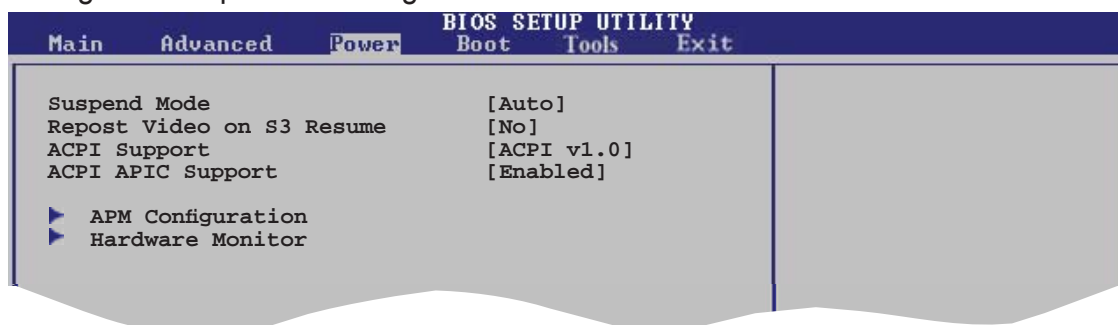 BIOS SETUP UTILITY
Main Advanced Power Boot Tools Exit
Suspend Mode [Auto]
Repost Video on S3 Resume [No]
ACPI Support [ACPI v1.0]
ACPI APIC Support [Enabled]
APM Configuration
Hardware Monitor